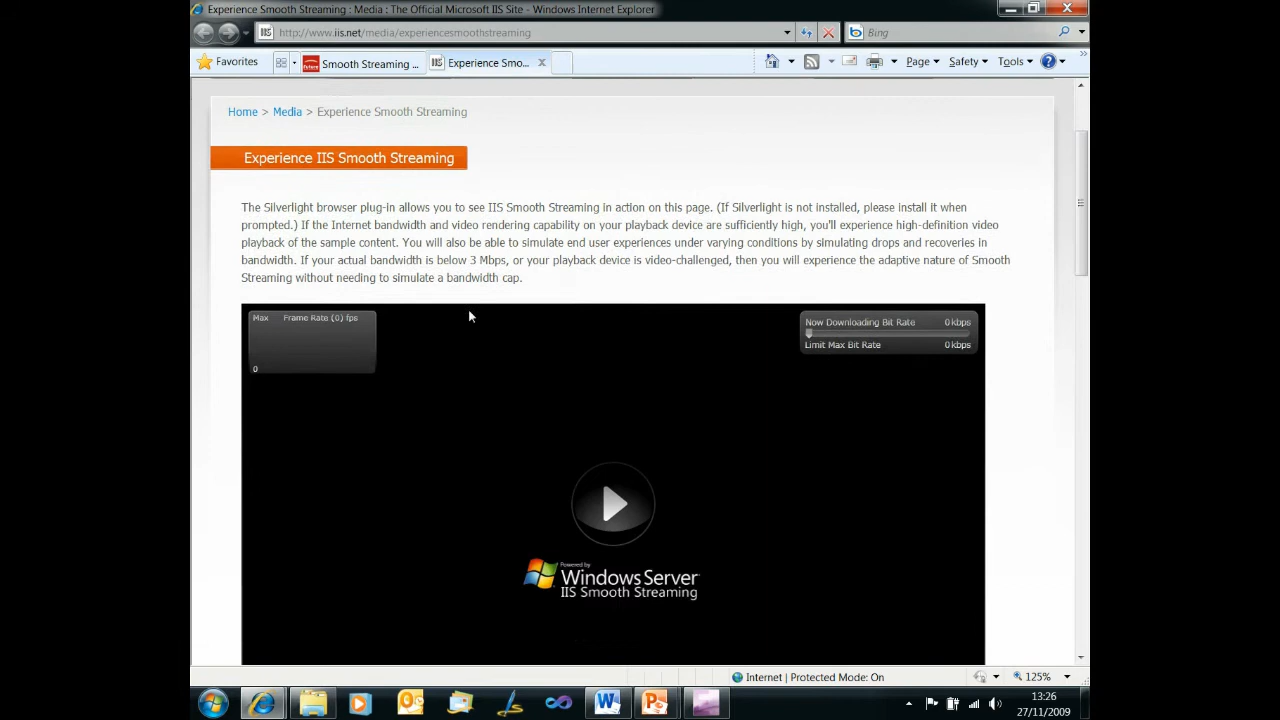 Experience Smooth Streaming : Media : The Official Microsoft IIS Site - Windows Internet Explorer
IIS http://www.iis.net/media/experiencesmoothstreaming Bing
Favorites Smooth Streaming ... IIS Experience Smo... Page Safety Tools
Home > Media > Experience Smooth Streaming
Experience IIS Smooth Streaming
The Silverlight browser plug-in allows you to see IIS Smooth Streaming in action on this page. (If Silverlight is not installed, please install it when
prompted.) If the Internet bandwidth and video rendering capability on your playback device are sufficiently high, you'll experience high-definition video
playback of the sample content. You will also be able to simulate end user experiences under varying conditions by simulating drops and recoveries in
bandwidth. If your actual bandwidth is below 3 Mbps, or your playback device is video-challenged, then you will experience the adaptive nature of Smooth
Streaming without needing to simulate a bandwidth cap.
Max Frame Rate (0) fps
0
Now Downloading Bit Rate 0 kbps
Limit Max Bit Rate 0 kbps
Powered by
Windows Server
IIS Smooth Streaming
Internet | Protected Mode: On 125%
13:26
27/11/2009